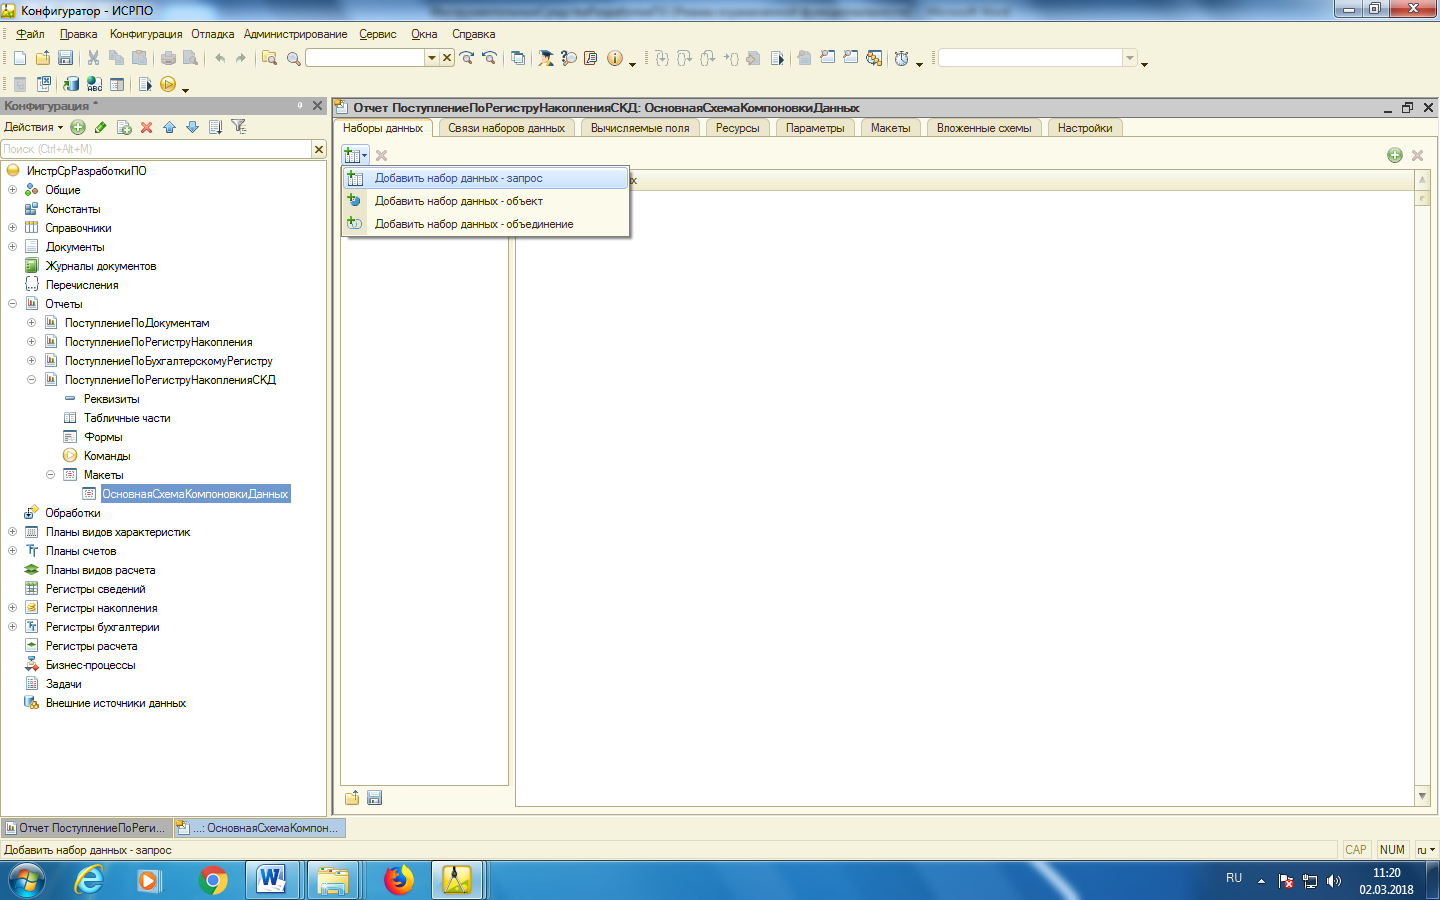 Конфигуратор - ИСРПО
Файл Правка Конфигурация Отладка Администрирование Сервис Окна Справка
Конфигурация *
Действия
Поиск (Ctrl+Alt+M)
ИнстрСрРазработкиПО
Общие
Константы
Справочники
Документы
Журналы документов
Перечисления
Отчеты
ПоступлениеПоДокументам
ПоступлениеПоРегиструНакопления
ПоступлениеПоБухгалтерскомуРегистру
ПоступлениеПоРегиструНакопленияСКД
Реквизиты
Табличные части
Формы
Команды
Макеты
ОсновнаяСхемаКомпоновкиДанных
Обработки
Планы видов характеристик
Планы счетов
Планы видов расчета
Регистры сведений
Регистры накопления
Регистры бухгалтерии
Регистры расчета
Бизнес-процессы
Задачи
Внешние источники данных
Отчет ПоступлениеПоРегиструНакопленияСКД: ОсновнаяСхемаКомпоновкиДанных
Наборы данных Связи наборов данных Вычисляемые поля Ресурсы Параметры Макеты Вложенные схемы Настройки
Добавить набор данных - запрос
Добавить набор данных - объект
Добавить набор данных - объединение
Отчет ПоступлениеПоРеги... ...: ОсновнаяСхемаКомпон...
Добавить набор данных - запрос
CAP NUM ru
RU
11:20
02.03.2018